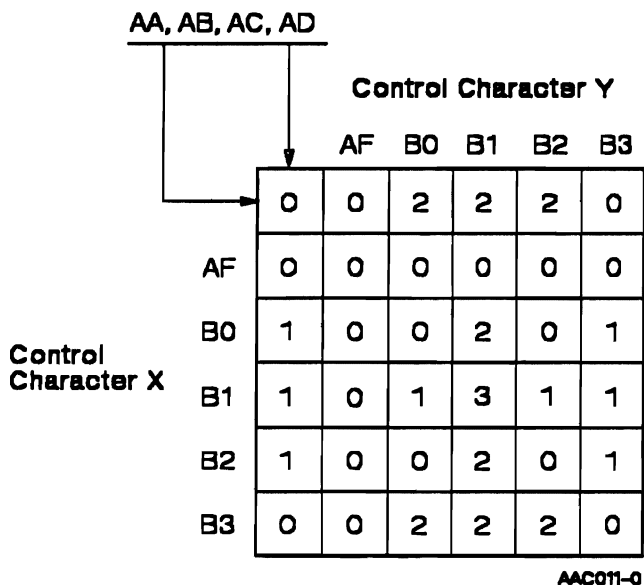 AA, AB, AC, AD
Control Character Y
AF B0 B1 B2 B3
0 0 2 2 2 0
AF 0 0 0 0 0 0
B0 1 0 0 2 0 1
Control
Character X
B1 1 0 1 3 1 1
B2 1 0 0 2 0 1
B3 0 0 2 2 2 0
AAC011-0